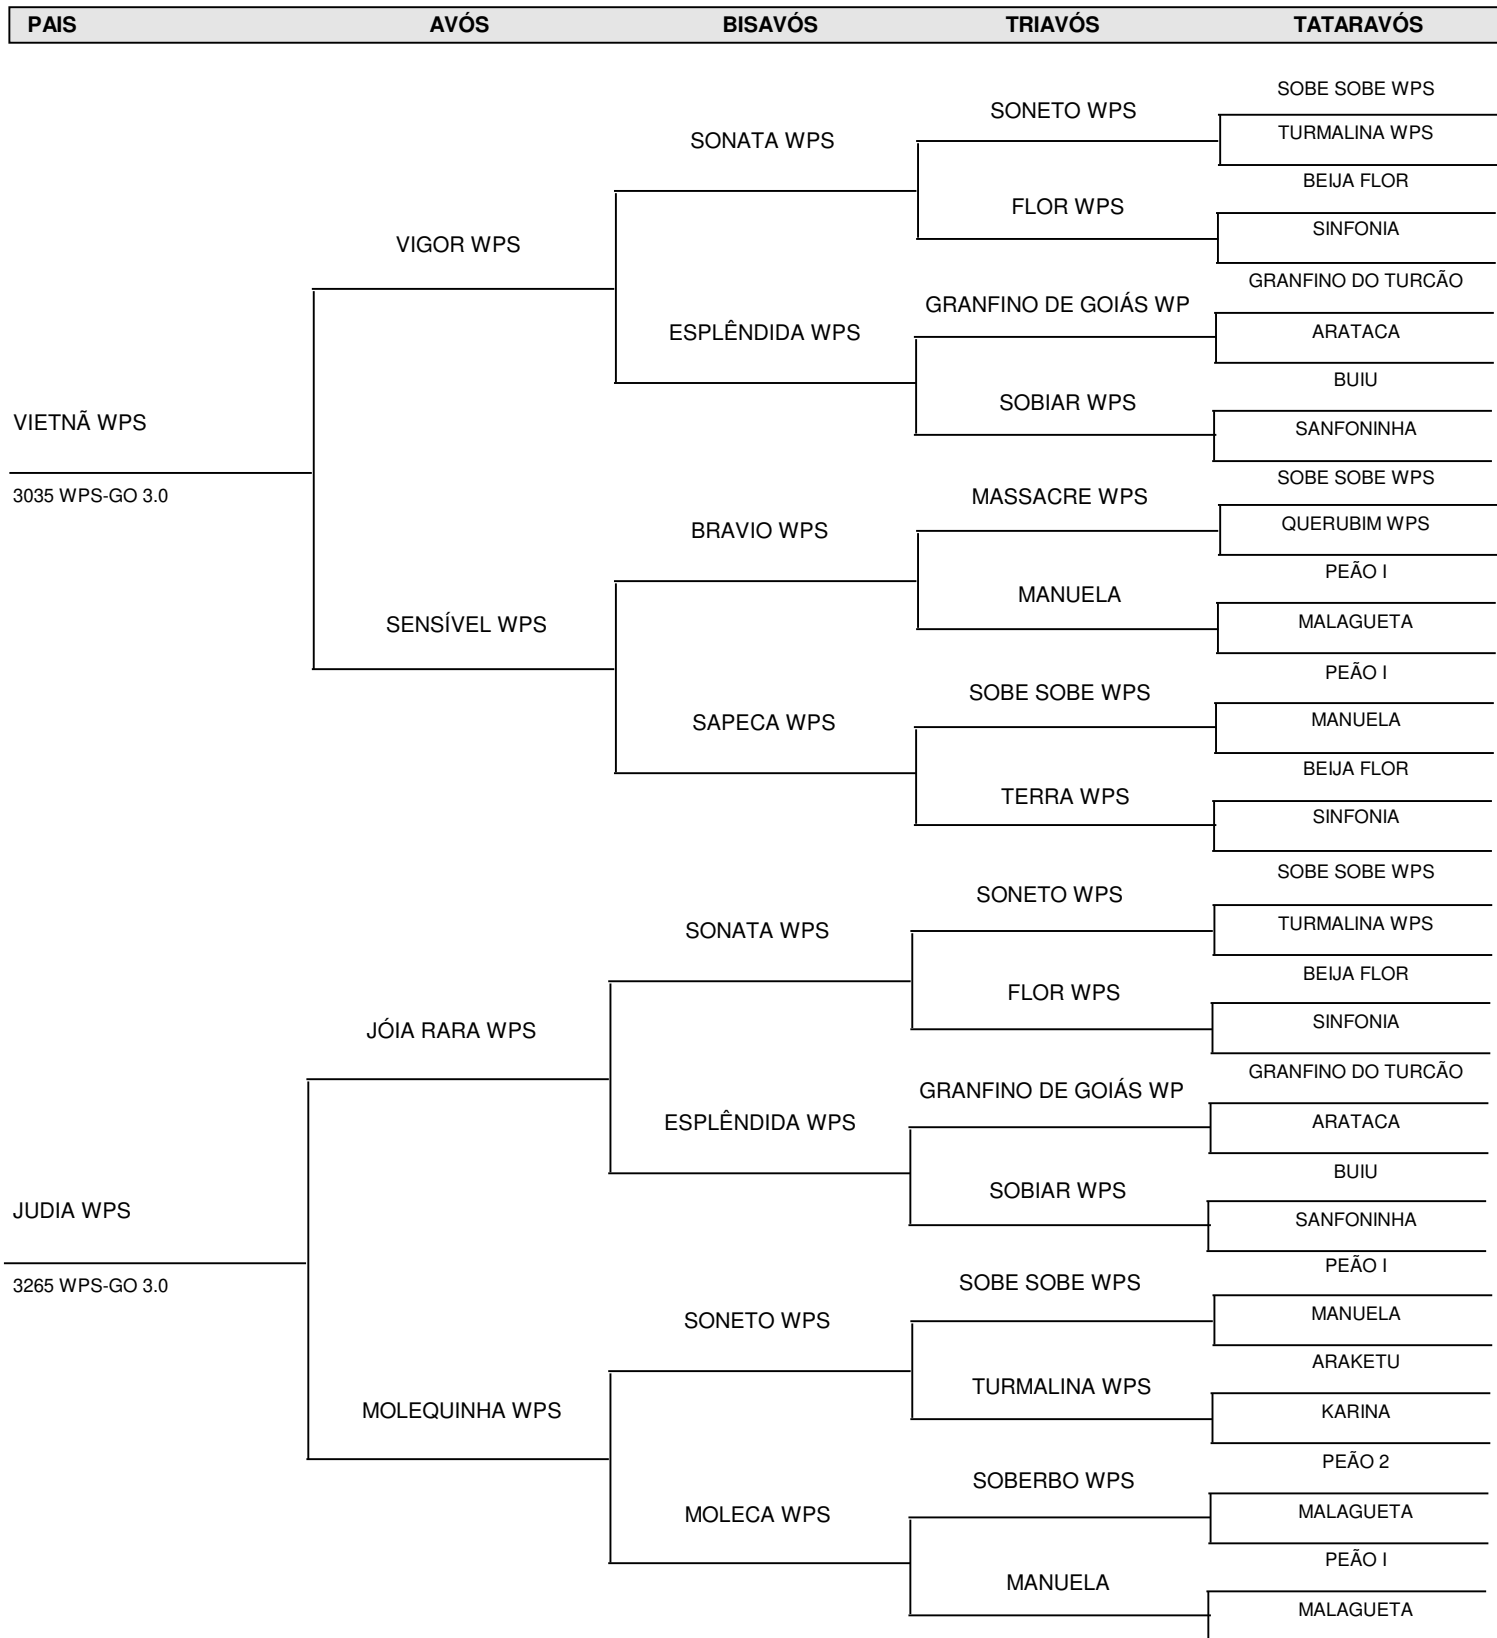 PAIS AVÓS BISAVÓS TRIAVÓS TATARAVÓS
SOBE SOBE WPS
SONETO WPS
TURMALINA WPS
SONATA WPS
BEIJA FLOR
FLOR WPS
SINFONIA
VIGOR WPS
GRANFINO DO TURCÃO
GRANFINO DE GOIÁS WP
ARATACA
ESPLÊNDIDA WPS
BUIU
SOBIAR WPS
SANFONINHA
VIETNÃ WPS
3035 WPS-GO 3.0
SOBE SOBE WPS
MASSACRE WPS
QUERUBIM WPS
BRAVIO WPS
PEÃO I
MANUELA
MALAGUETA
SENSÍVEL WPS
PEÃO I
SOBE SOBE WPS
MANUELA
SAPECA WPS
BEIJA FLOR
TERRA WPS
SINFONIA
SOBE SOBE WPS
SONETO WPS
TURMALINA WPS
SONATA WPS
BEIJA FLOR
FLOR WPS
SINFONIA
JÓIA RARA WPS
GRANFINO DO TURCÃO
GRANFINO DE GOIÁS WP
ARATACA
ESPLÊNDIDA WPS
BUIU
SOBIAR WPS
SANFONINHA
JUDIA WPS
3265 WPS-GO 3.0
PEÃO I
SOBE SOBE WPS
MANUELA
SONETO WPS
ARAKETU
TURMALINA WPS
KARINA
MOLEQUINHA WPS
PEÃO 2
SOBERBO WPS
MALAGUETA
MOLECA WPS
PEÃO I
MANUELA
MALAGUETA